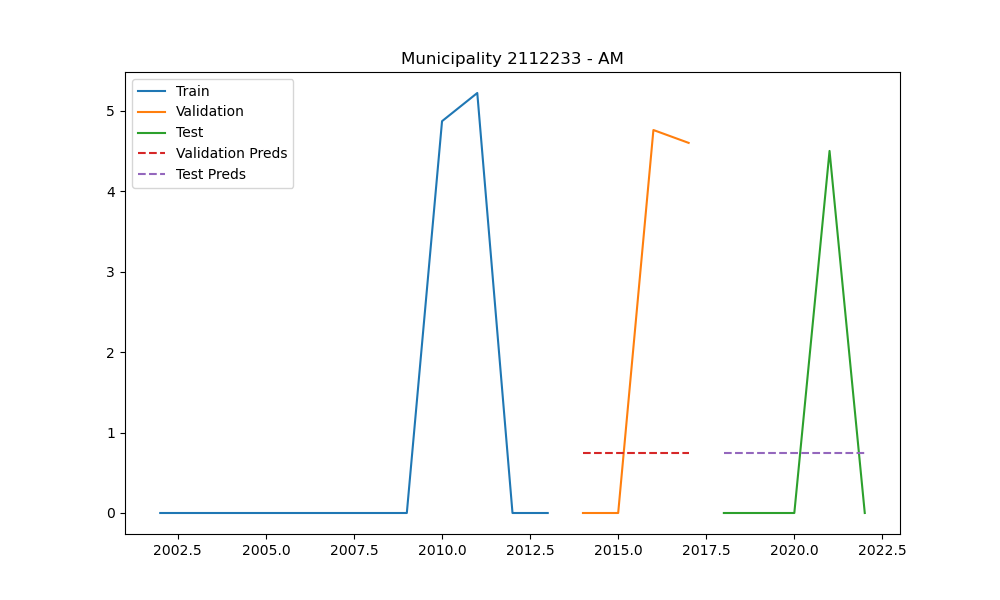 Municipality 2112233 - AM
Train
Validation
Test
Validation Preds
Test Preds
5
4
3
2
1
0
2002.5 2005.0 2007.5 2010.0 2012.5 2015.0 2017.5 2020.0 2022.5